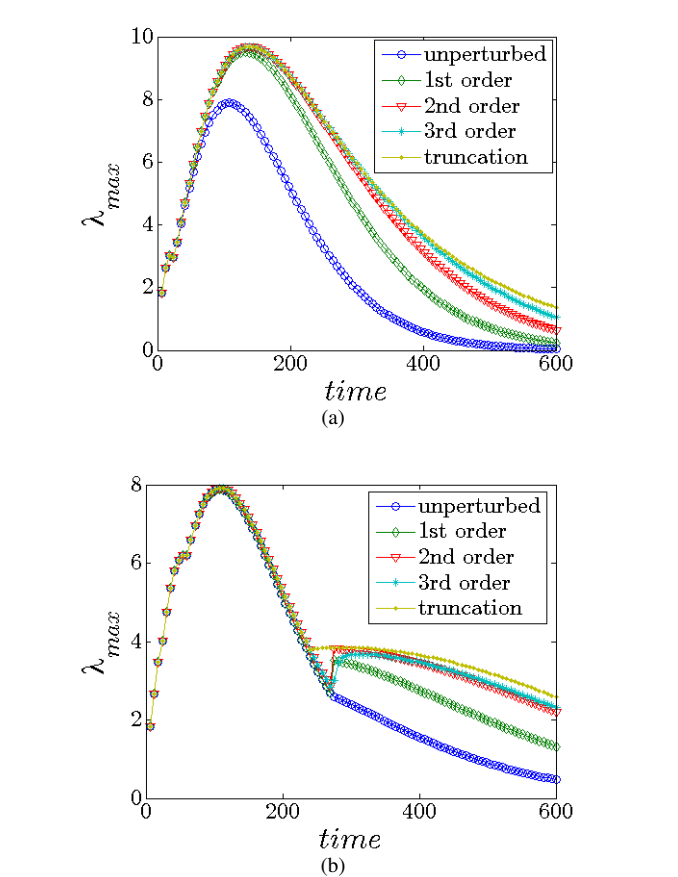 10
8
6
4
2
0
λmax
unperturbed
1st order
2nd order
3rd order
truncation
0 200 400 600
time
(a)
8
6
4
2
0
λmax
unperturbed
1st order
2nd order
3rd order
truncation
0 200 400 600
time
(b)